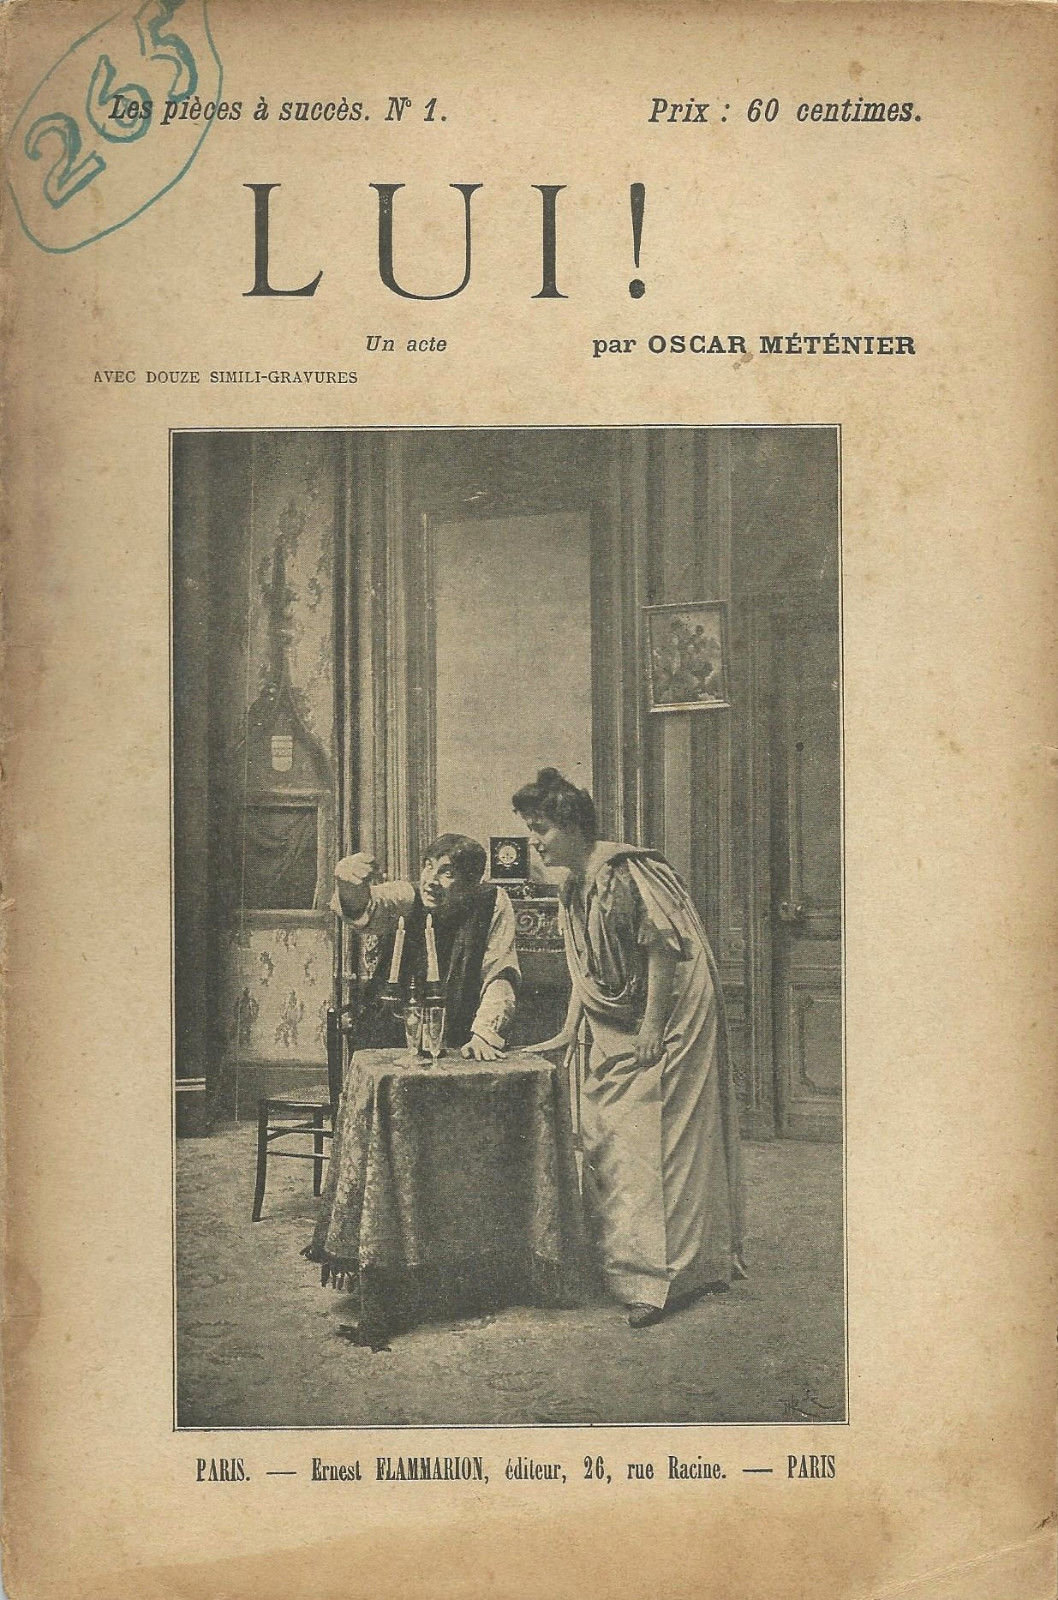 265
Les pièces à succès. Nº 1.
Prix : 60 centimes.
LUI!
Un acte
par OSCAR MÉTÉNIER
AVEC DOUZE SIMILI-GRAVURES
PARIS. — Ernest FLAMMARION, éditeur, 26, rue Racine. — PARIS